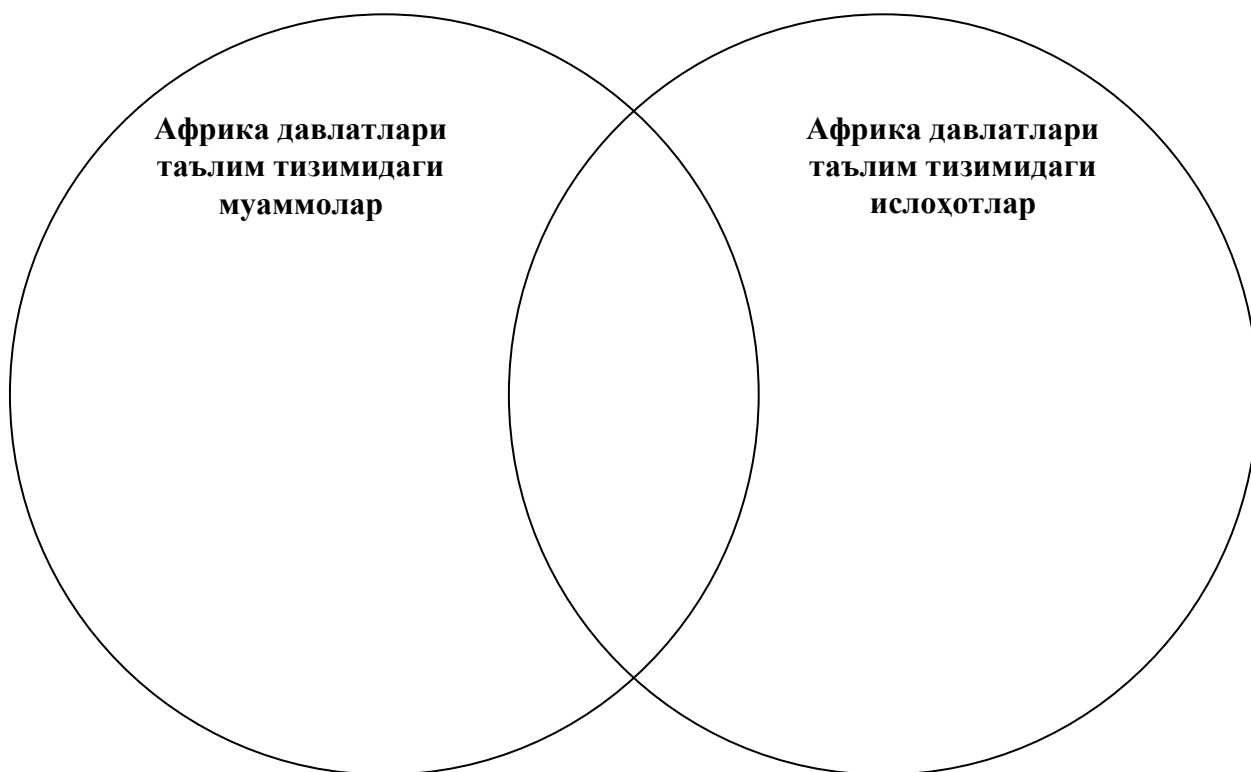 Африка давлатлари
таълим тизимидаги
муаммолар
Африка давлатлари
таълим тизимидаги
ислоҳотлар